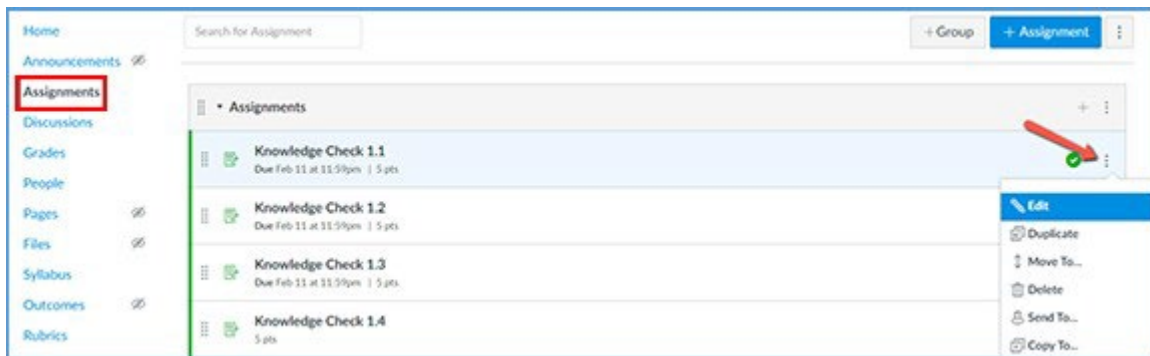 Home
Announcements
Assignments
Discussions
Grades
People
Pages
Files
Syllabus
Outcomes
Rubrics
Search for Assignment
+ Group
+ Assignment
Assignments
Knowledge Check 1.1
Due Feb 11 at 11:59pm | 5 pts
Knowledge Check 1.2
Due Feb 11 at 11:59pm | 5 pts
Knowledge Check 1.3
Due Feb 11 at 11:59pm | 5 pts
Knowledge Check 1.4
5 pts
Edit
Duplicate
Move To...
Delete
Send To...
Copy To...